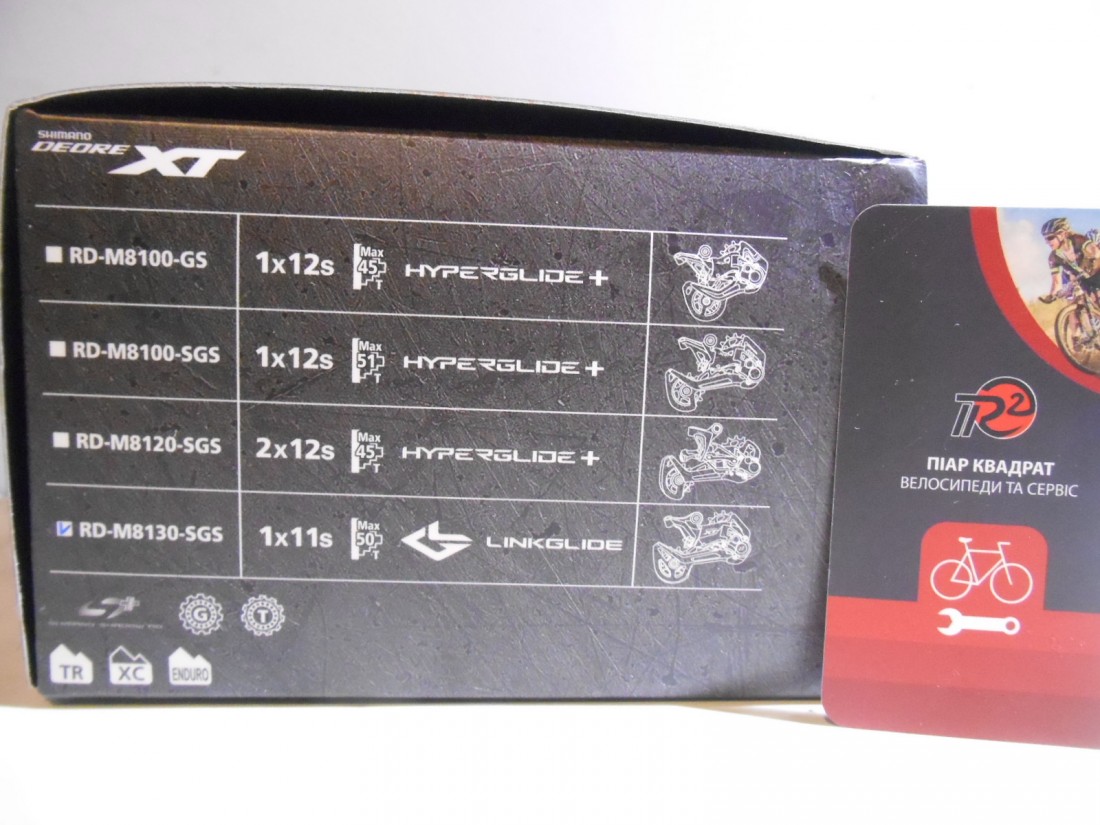 SHIMANO
DEORE XT
RD-M8100-GS 1x12s Max 45 T HYPERGLIDE+
RD-M8100-SGS 1x12s Max 51 T HYPERGLIDE+
RD-M8120-SGS 2x12s Max 45 T HYPERGLIDE+
RD-M8130-SGS 1x11s Max 50 T LINKGLIDE
G T
TR XC ENDURO
ПІАР КВАДРАТ
ВЕЛОСИПЕДИ ТА СЕРВІС